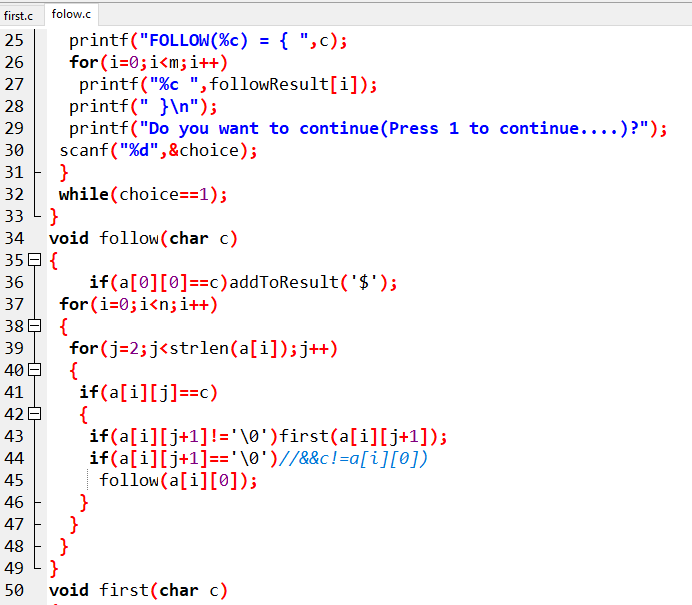 first.c folow.c
25 printf("FOLLOW(%c) = { ",c);
26 for(i=0;i<m;i++)
27 printf("%c ",followResult[i]);
28 printf(" }\n");
29 printf("Do you want to continue(Press 1 to continue....)?");
30 scanf("%d",&choice);
31 }
32 while(choice==1);
33 }
34 void follow(char c)
35 {
36 if(a[0][0]==c)addToResult('$');
37 for(i=0;i<n;i++)
38 {
39 for(j=2;j<strlen(a[i]);j++)
40 {
41 if(a[i][j]==c)
42 {
43 if(a[i][j+1]!='\0')first(a[i][j+1]);
44 if(a[i][j+1]=='\0')//&&c!=a[i][0])
45 follow(a[i][0]);
46 }
47 }
48 }
49 }
50 void first(char c)